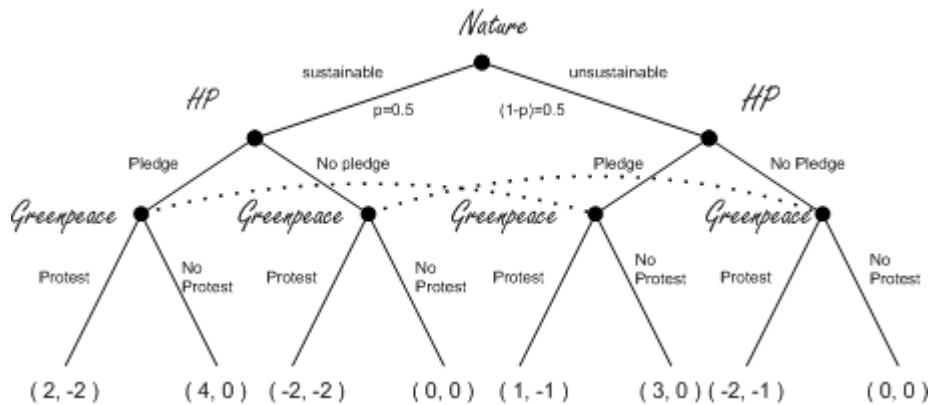 Nature
sustainable
unsustainable
HP
HP
p=0.5
(1-p)=0.5
Pledge
No pledge
Pledge
No Pledge
Greenpeace
Greenpeace
Greenpeace
Greenpeace
Protest
No
Protest
Protest
No
Protest
Protest
No
Protest
Protest
No
Protest
( 2, -2 )
( 4, 0 )
( -2, -2 )
( 0, 0 )
( 1, -1 )
( 3, 0 )
( -2, -1 )
( 0, 0 )